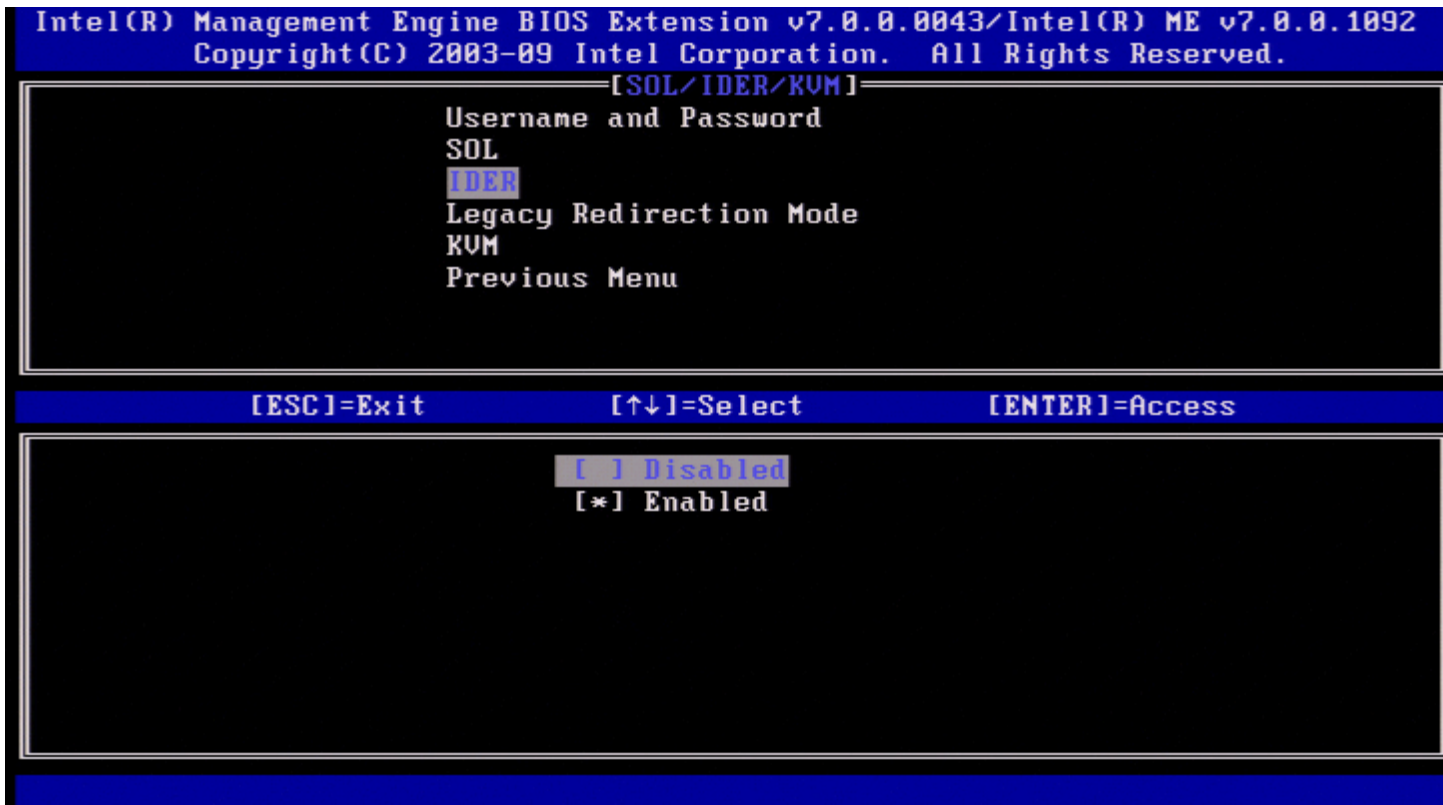 Intel(R) Management Engine BIOS Extension v7.0.0.0043/Intel(R) ME v7.0.0.1092
Copyright(C) 2003-09 Intel Corporation. All Rights Reserved.
[SOL/IDER/KVM]
Username and Password
SOL
IDER
Legacy Redirection Mode
KVM
Previous Menu
[ESC]=Exit [↑↓]=Select [ENTER]=Access
[ ] Disabled
[*] Enabled